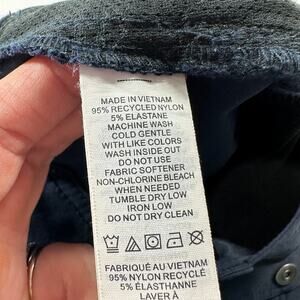 MADE IN VIETNAM
95% RECYCLED NYLON
5% ELASTANE
MACHINE WASH
COLD GENTLE
WITH LIKE COLORS
WASH INSIDE OUT
DO NOT USE
FABRIC SOFTENER
NON-CHLORINE BLEACH
WHEN NEEDED
TUMBLE DRY LOW
IRON LOW
DO NOT DRY CLEAN
FABRIQUÉ AU VIETNAM
95% NYLON RECYCLÉ
5% ÉLASTHANNE
LAVER À